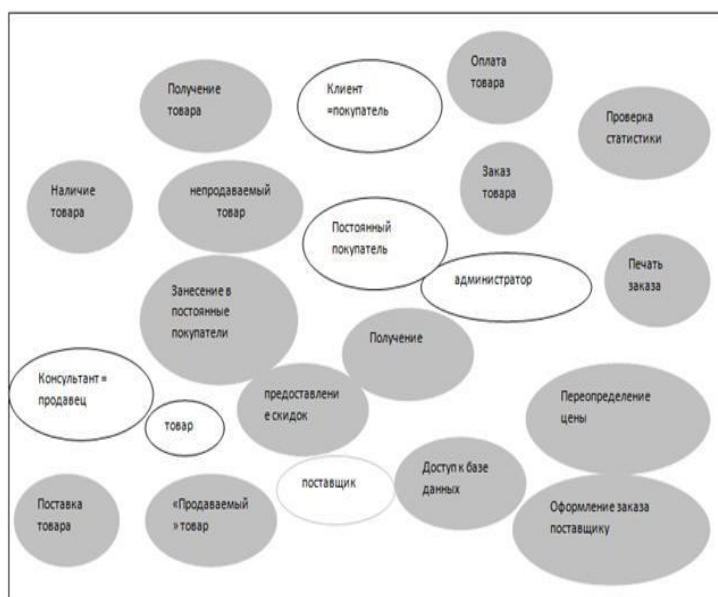 Получение
товара
Клиент
=покупатель
Оплата
товара
Проверка
статистики
Наличие
товара
непродаваемый
товар
Заказ
товара
Постоянный
покупатель
администратор
Печать
заказа
Занесение в
постоянные
покупатели
Получение
Консультант =
продавец
товар
предоставлени
е скидок
Переопределение
цены
поставщик
Доступ к базе
данных
Поставка
товара
«Продаваемый
» товар
Оформление заказа
поставщику